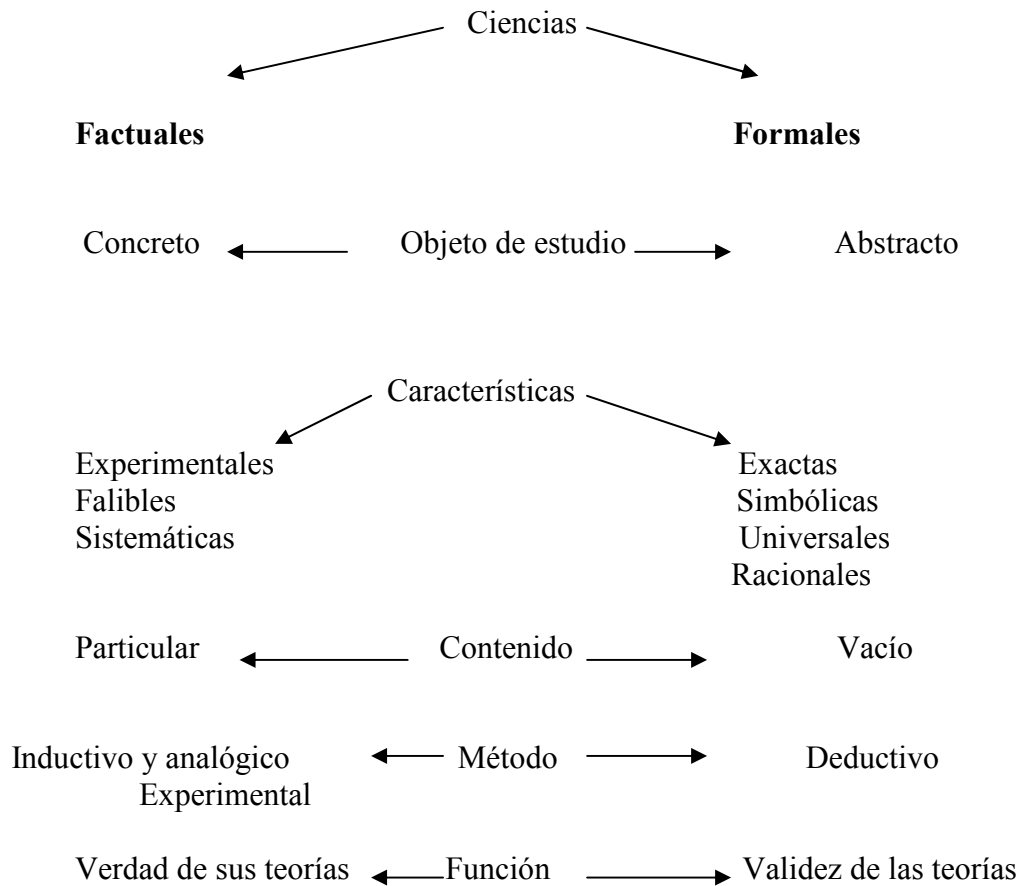 Ciencias
Factuales Formales
Concreto Objeto de estudio Abstracto
Característicás
Experimentales Exactas
Falibles Simbólicas
Sistemáticas Universales
Racionales
Particular Contenido Vacío
Inductivo y analógico Método Deductivo
Experimental
Verdad de sus teorías Función Validez de las teorías